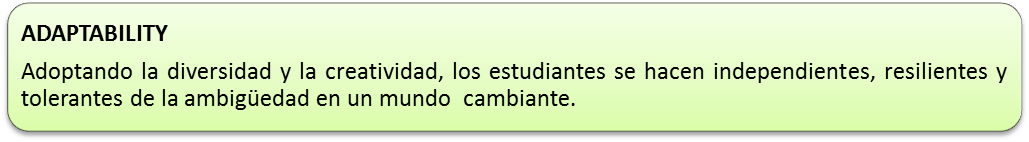 ADAPTABILITY
Adoptando la diversidad y la creatividad, los estudiantes se hacen independientes, resilientes y
tolerantes de la ambigüedad en un mundo  cambiante.